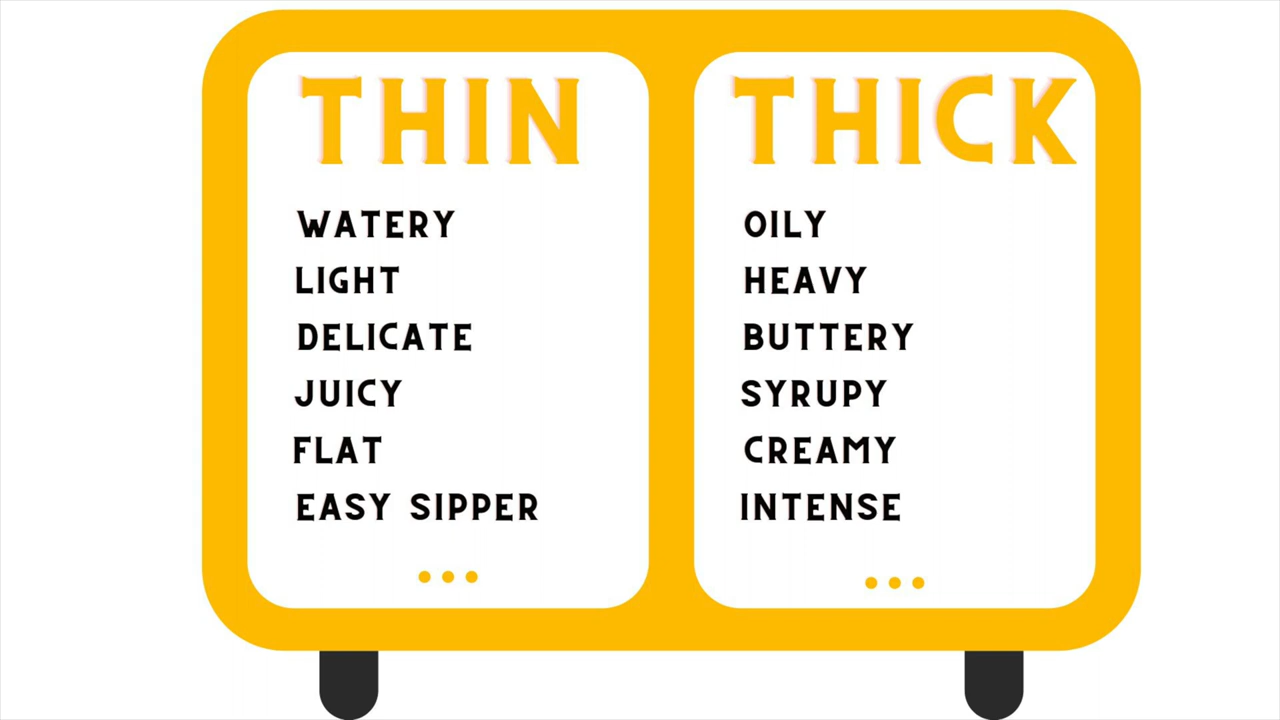 THIN
WATERY
LIGHT
DELICATE
JUICY
FLAT
EASY SIPPER
...
THICK
OILY
HEAVY
BUTTERY
SYRUPY
CREAMY
INTENSE
...